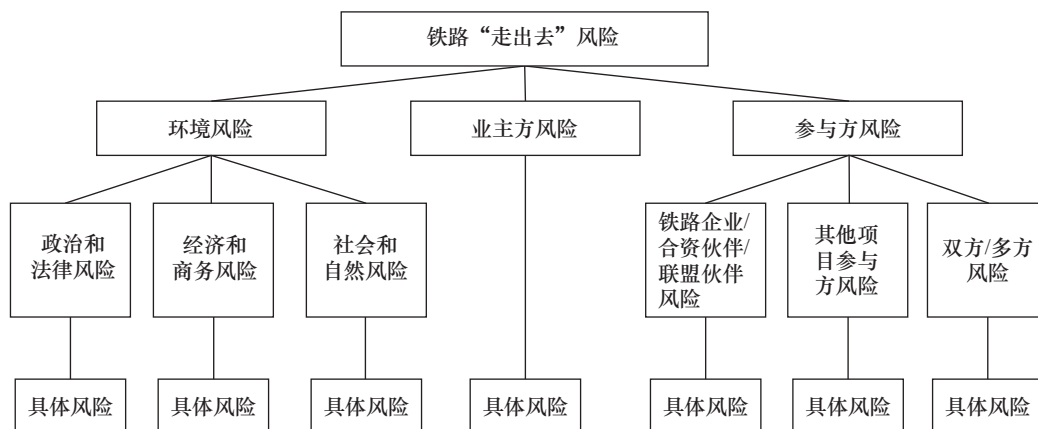 铁路“走出去”风险
环境风险
业主方风险
参与方风险
政治和
法律风险
经济和
商务风险
社会和
自然风险
铁路企业/
合资伙伴/
联盟伙伴
风险
其他项
目参与
方风险
双方/多方
风险
具体风险
具体风险
具体风险
具体风险
具体风险
具体风险
具体风险